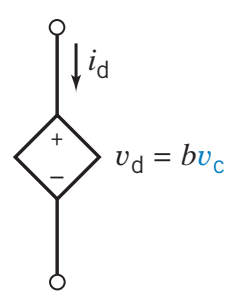 i_d
+
v_d = bv_c
−